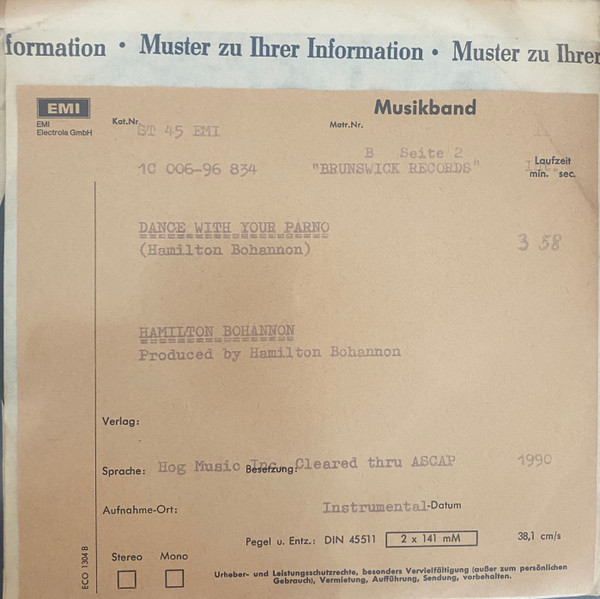 formation • Muster zu Ihrer Information • Muster zu Ihrer
EMI
EMI
Electrola GmbH
Musikband
Kat.Nr.
ST 45 EMI
Matr.Nr.
B Seite 2
1C 006-96 834
"BRUNSWICK RECORDS"
Laufzeit
min. sec.
DANCE WITH YOUR PARNO
(Hamilton Bohannon)
3 58
HAMILTON BOHANNON
Produced by Hamilton Bohannon
Verlag:
Sprache: Hog Music Inc. Besetzung: Cleared thru ASCAP 1990
Aufnahme-Ort: Instrumental-Datum
Pegel u. Entz.: DIN 45511 2 x 141 mM 38,1 cm/s
Stereo Mono
Urheber- und Leistungsschutzrechte, besonders Vervielfältigung (außer zum persönlichen
Gebrauch), Vermietung, Aufführung, Sendung, vorbehalten.
ECO 1304 B